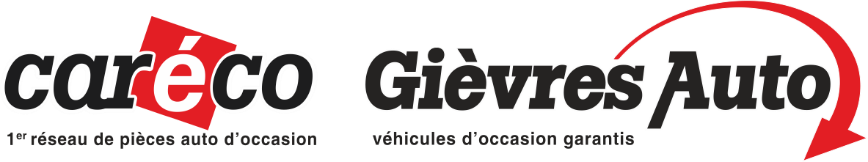 caréco
1er réseau de pièces auto d'occasion
Gièvres Auto
véhicules d'occasion garantis